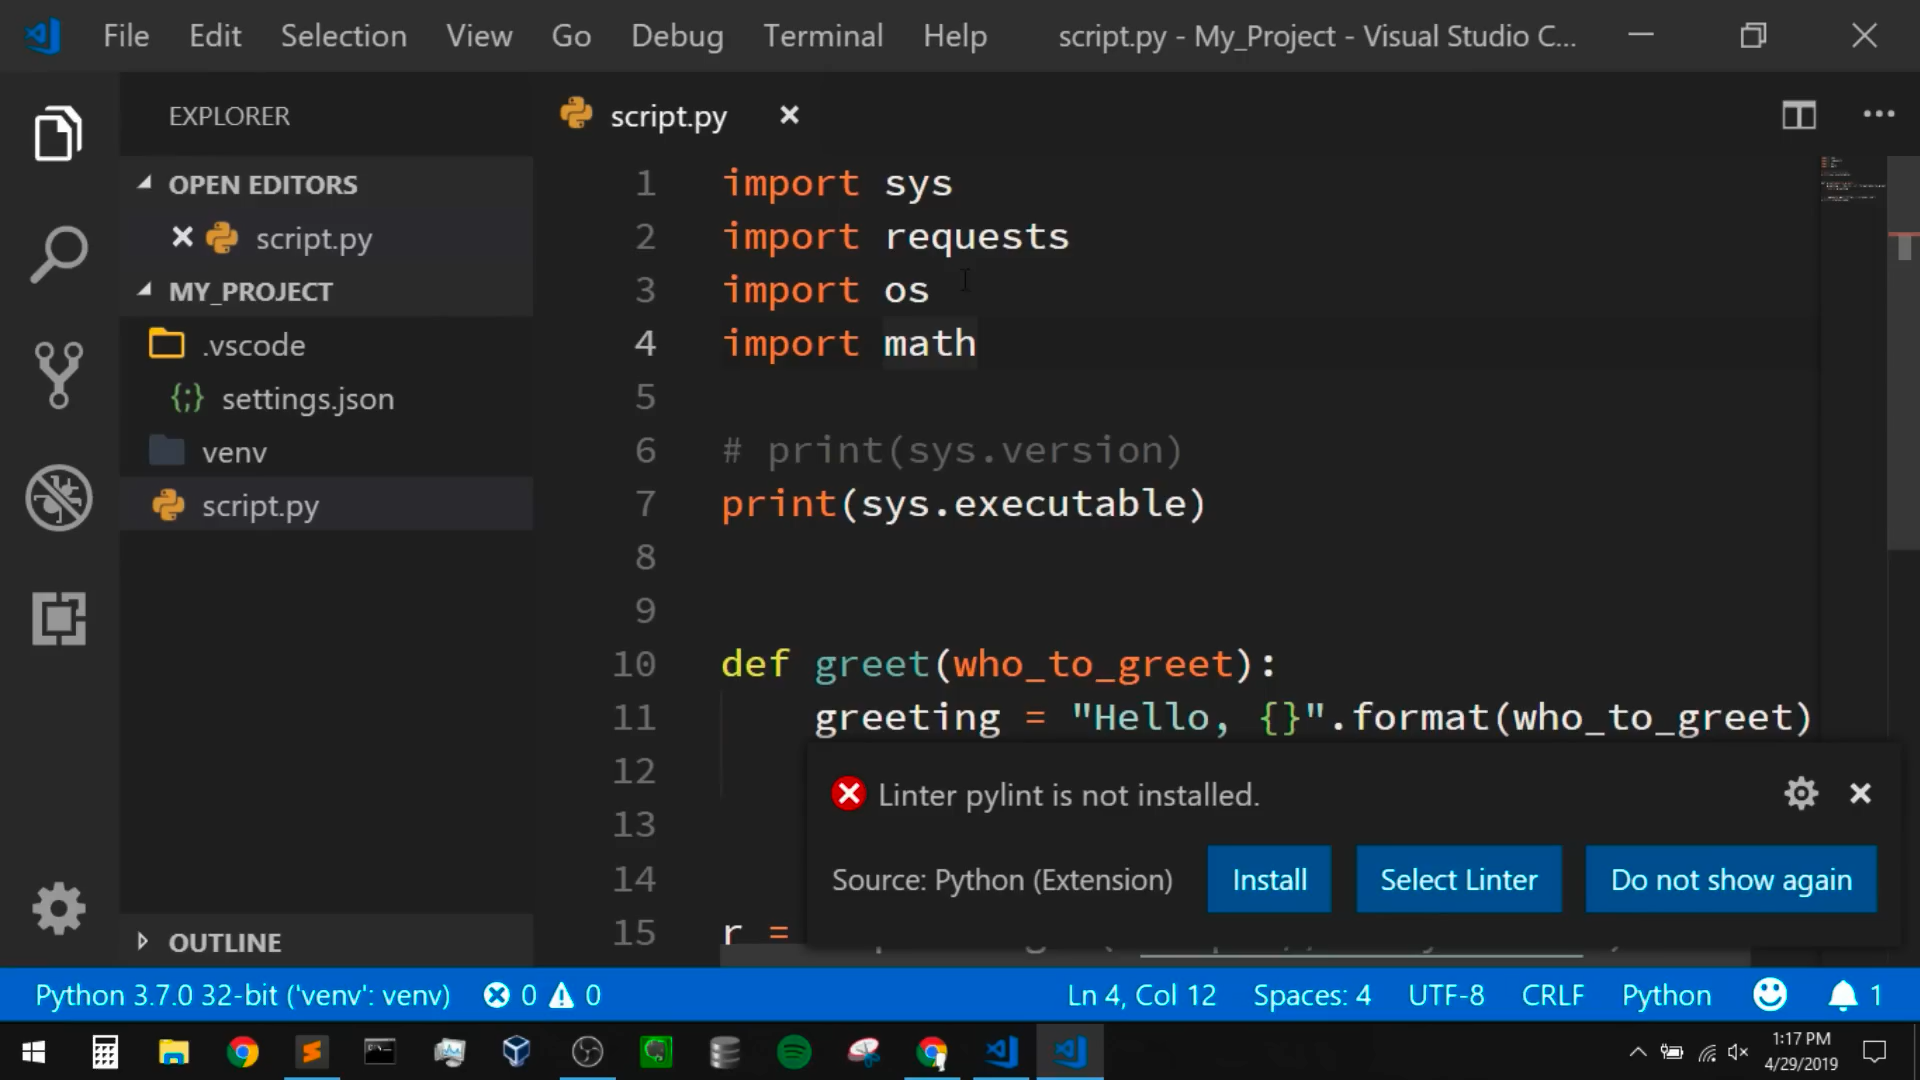 File Edit Selection View Go Debug Terminal Help script.py - My_Project - Visual Studio C...
EXPLORER
OPEN EDITORS
script.py
MY_PROJECT
.vscode
{;} settings.json
venv
script.py
OUTLINE
script.py
1 import sys
2 import requests
3 import os
4 import math
5
6 # print(sys.version)
7 print(sys.executable)
8
9
10 def greet(who_to_greet):
11 greeting = "Hello, {}".format(who_to_greet)
12
13
14
15 r =
Linter pylint is not installed.
Source: Python (Extension) Install Select Linter Do not show again
Python 3.7.0 32-bit ('venv': venv) 0 0 Ln 4, Col 12 Spaces: 4 UTF-8 CRLF Python 1
1:17 PM
4/29/2019